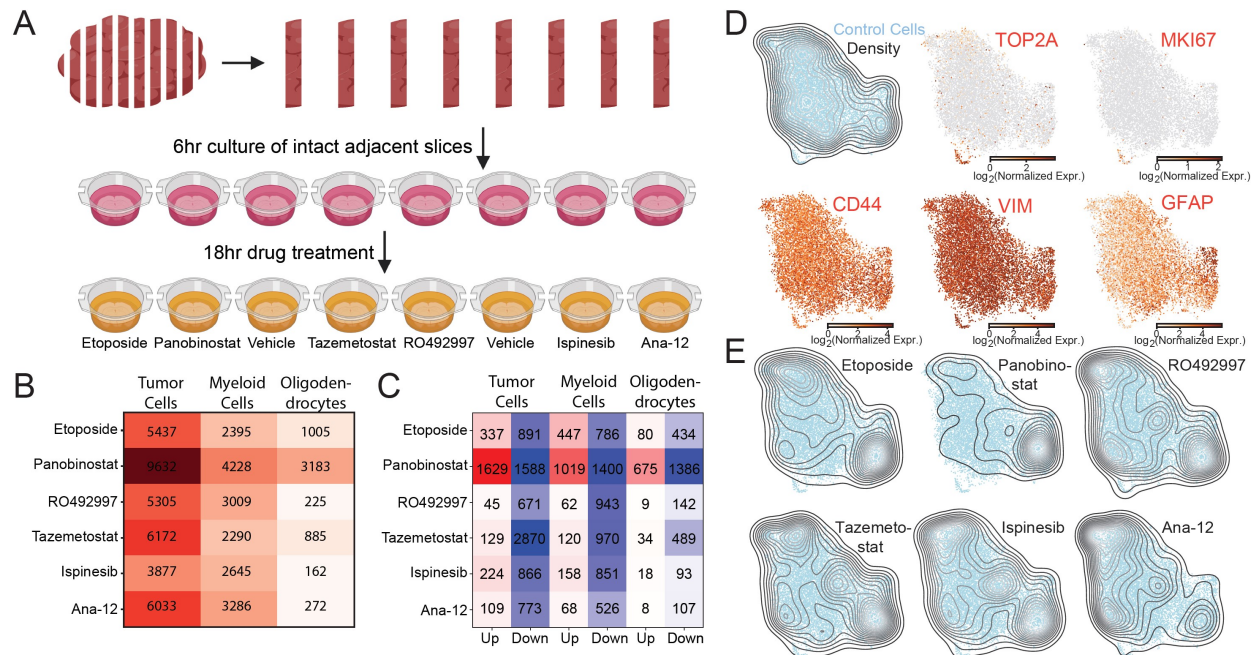 A
6hr culture of intact adjacent slices
18hr drug treatment
Etoposide Panobinostat Vehicle Tazemetostat RO492997 Vehicle Ispinesib Ana-12
B
Tumor Cells Myeloid Cells Oligoden-drocytes
Etoposide 5437 2395 1005
Panobinostat 9632 4228 3183
RO492997 5305 3009 225
Tazemetostat 6172 2290 885
Ispinesib 3877 2645 162
Ana-12 6033 3286 272
C
Tumor Cells Myeloid Cells Oligoden-drocytes
Etoposide 337 891 447 786 80 434
Panobinostat 1629 1588 1019 1400 675 1386
RO492997 45 671 62 943 9 142
Tazemetostat 129 2870 120 970 34 489
Ispinesib 224 866 158 851 18 93
Ana-12 109 773 68 526 8 107
Up Down Up Down Up Down
D
Control Cells
Density
TOP2A
0 2
log2(Normalized Expr.)
MKI67
0 1 2
log2(Normalized Expr.)
CD44
0 2 4
log2(Normalized Expr.)
VIM
0 2 4
log2(Normalized Expr.)
GFAP
0 2 4
log2(Normalized Expr.)
E
Etoposide
Panobino-
stat
RO492997
Tazemeto-
stat
Ispinesib
Ana-12